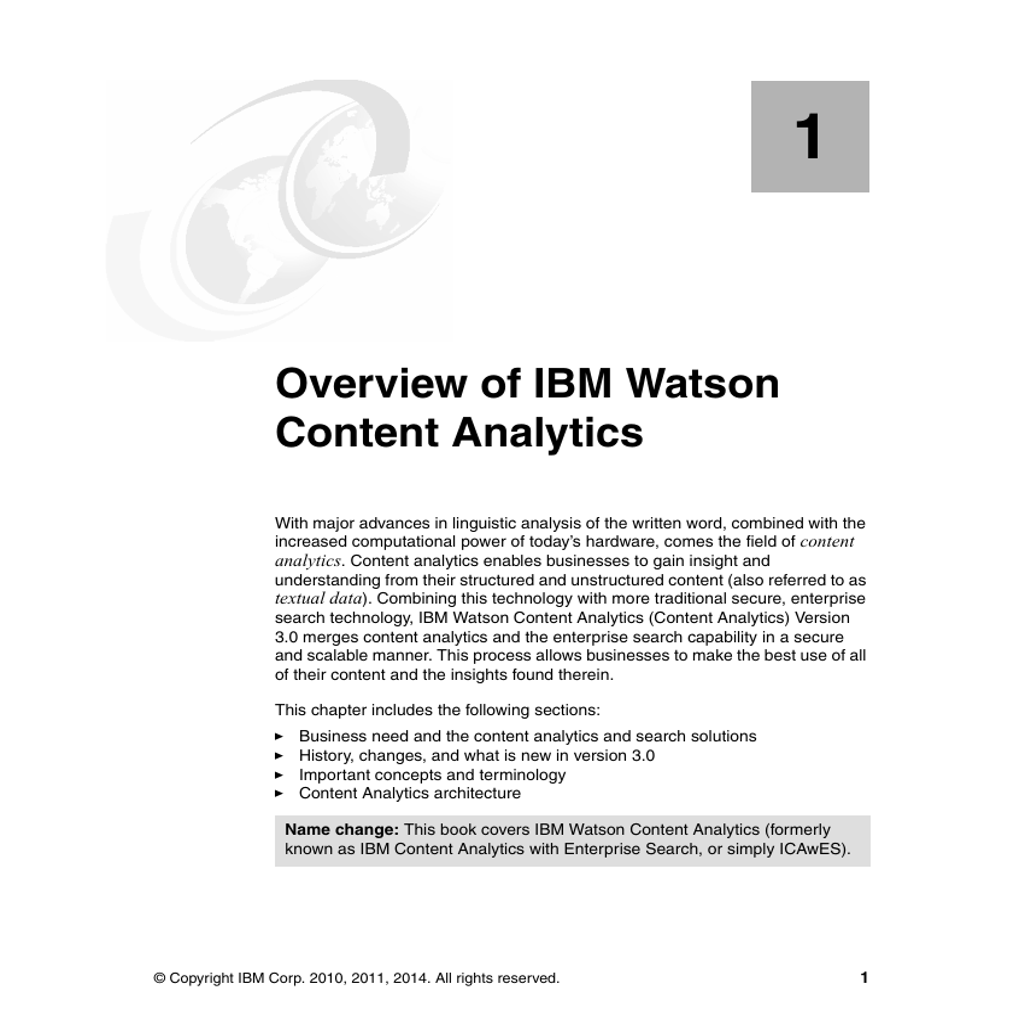 1
Overview of IBM Watson
Content Analytics
With major advances in linguistic analysis of the written word, combined with the
increased computational power of today’s hardware, comes the field of content
analytics. Content analytics enables businesses to gain insight and
understanding from their structured and unstructured content (also referred to as
textual data). Combining this technology with more traditional secure, enterprise
search technology, IBM Watson Content Analytics (Content Analytics) Version
3.0 merges content analytics and the enterprise search capability in a secure
and scalable manner. This process allows businesses to make the best use of all
of their content and the insights found therein.
This chapter includes the following sections:
► Business need and the content analytics and search solutions
► History, changes, and what is new in version 3.0
► Important concepts and terminology
► Content Analytics architecture
Name change: This book covers IBM Watson Content Analytics (formerly
known as IBM Content Analytics with Enterprise Search, or simply ICAwES).
© Copyright IBM Corp. 2010, 2011, 2014. All rights reserved. 1